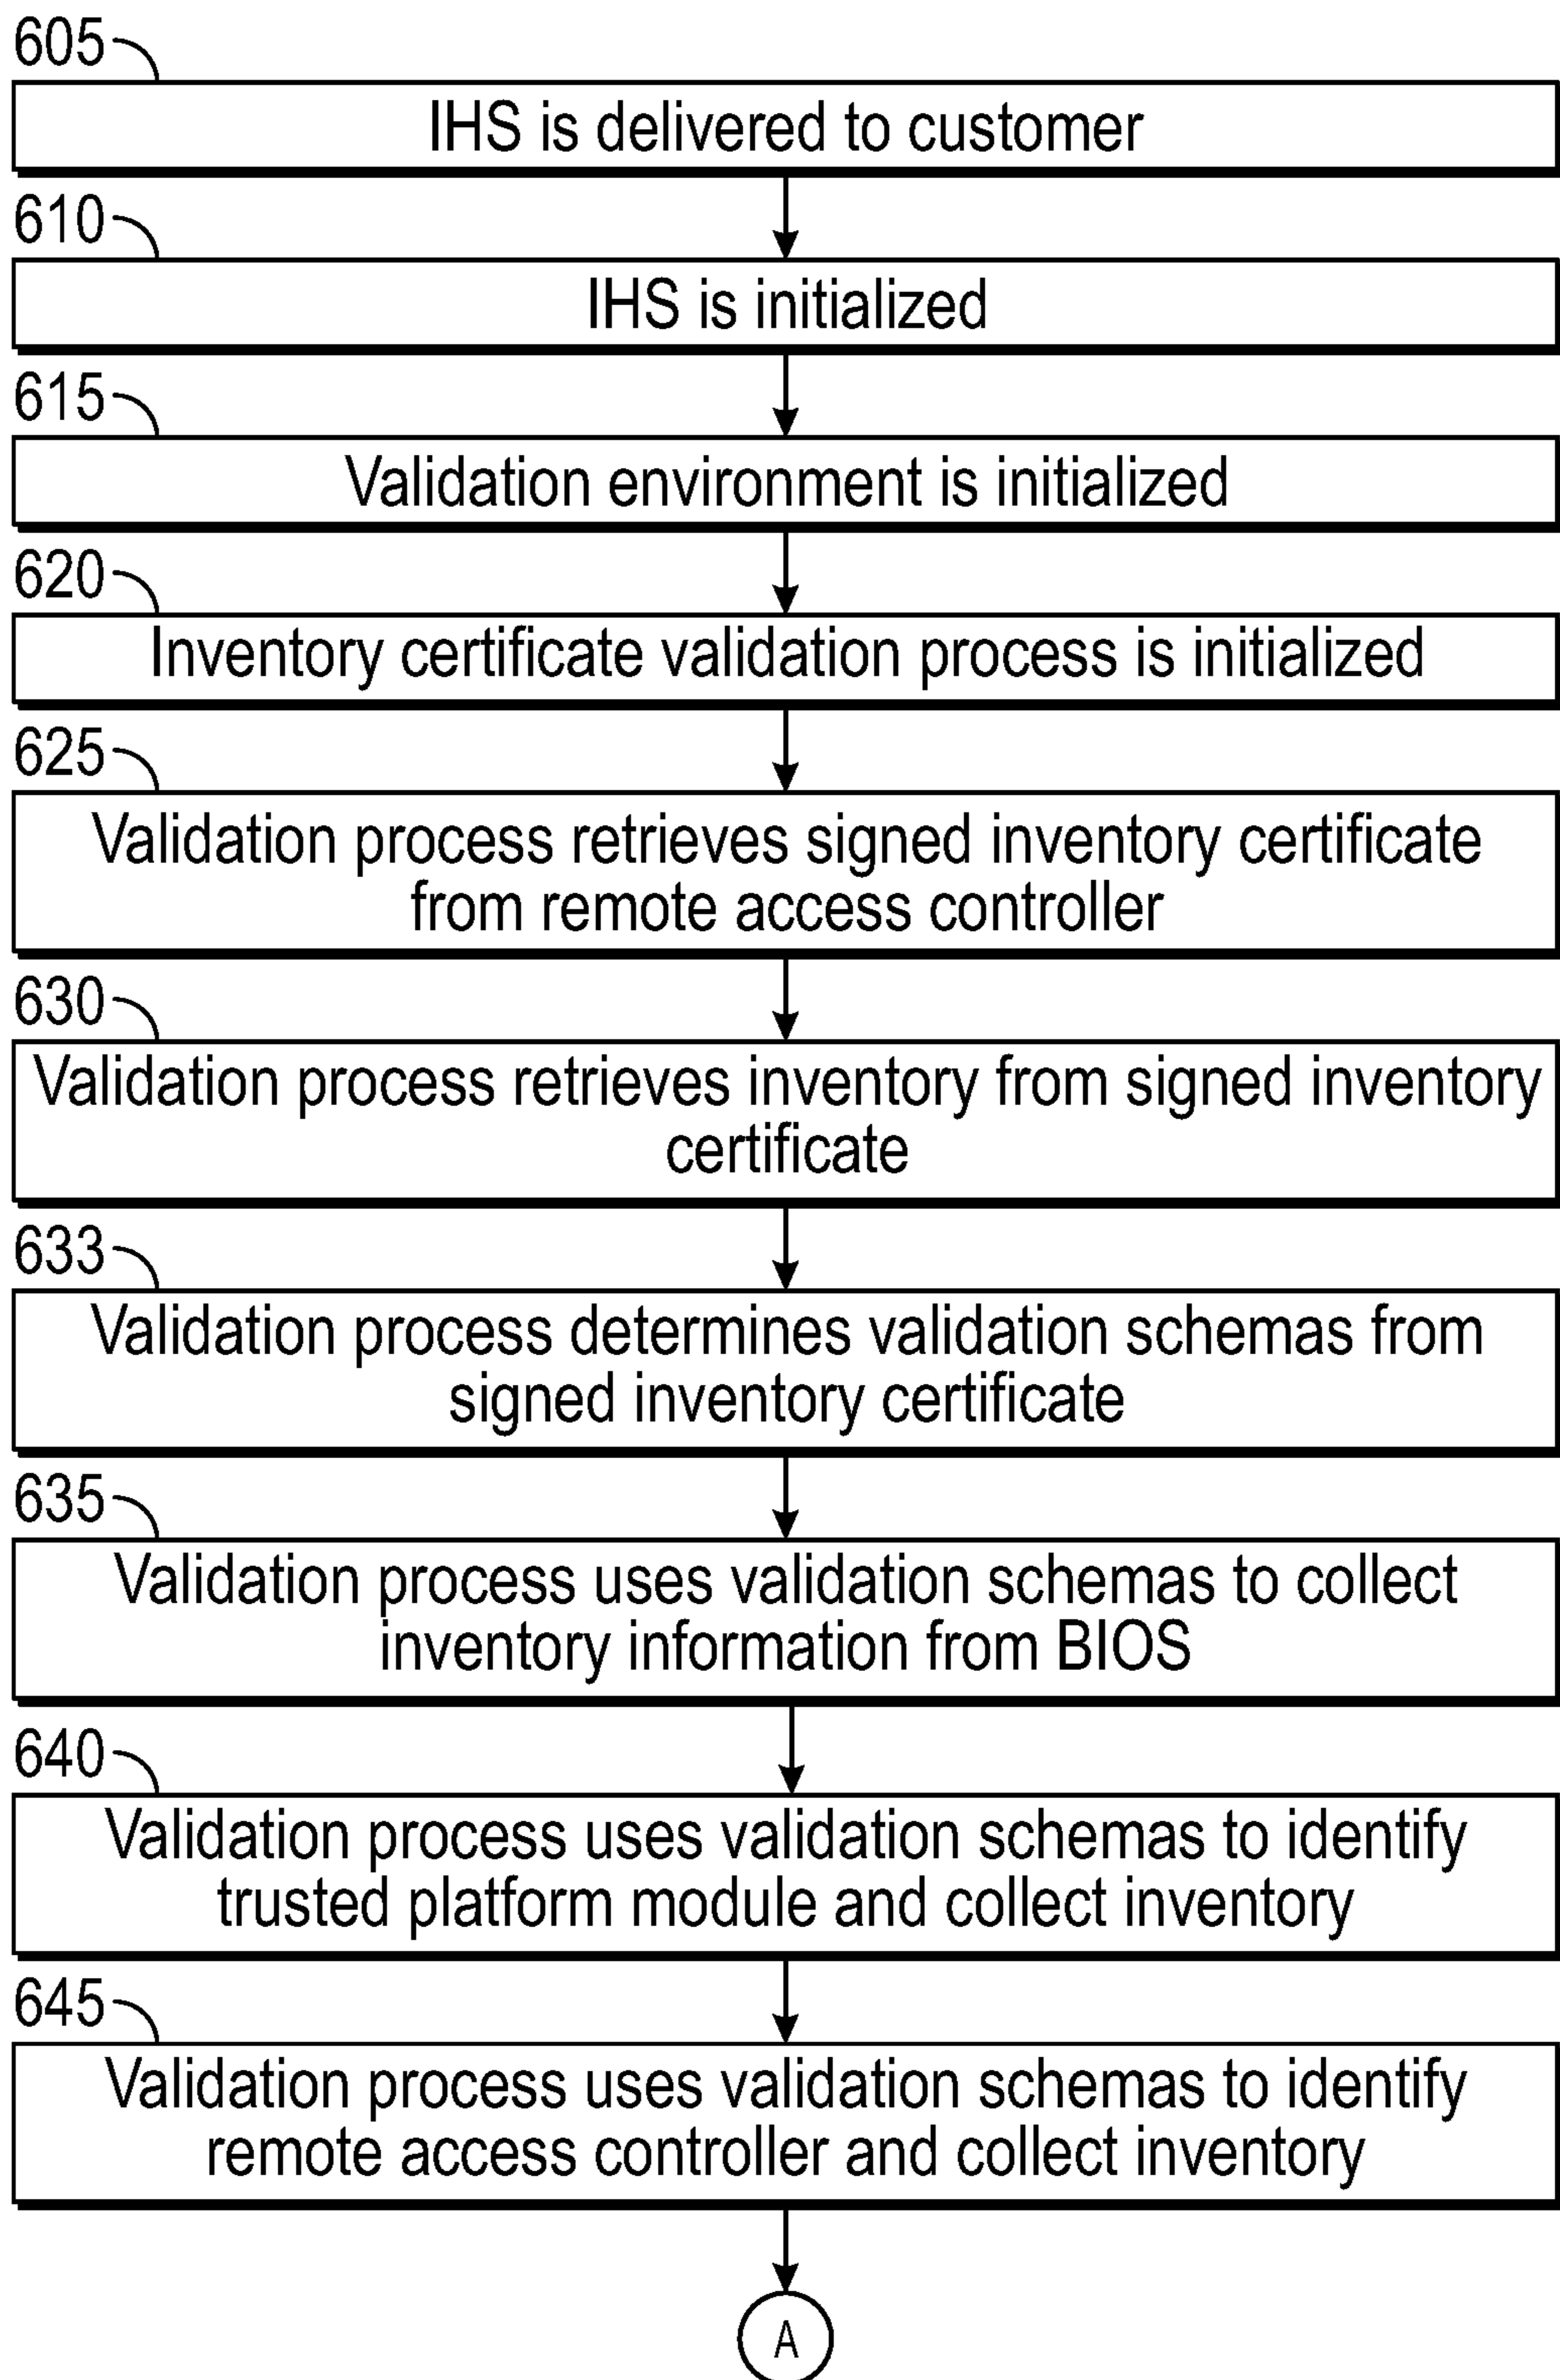 605
IHS is delivered to customer
610
IHS is initialized
615
Validation environment is initialized
620
Inventory certificate validation process is initialized
625
Validation process retrieves signed inventory certificate
from remote access controller
630
Validation process retrieves inventory from signed inventory
certificate
633
Validation process determines validation schemas from
signed inventory certificate
635
Validation process uses validation schemas to collect
inventory information from BIOS
640
Validation process uses validation schemas to identify
trusted platform module and collect inventory
645
Validation process uses validation schemas to identify
remote access controller and collect inventory
A